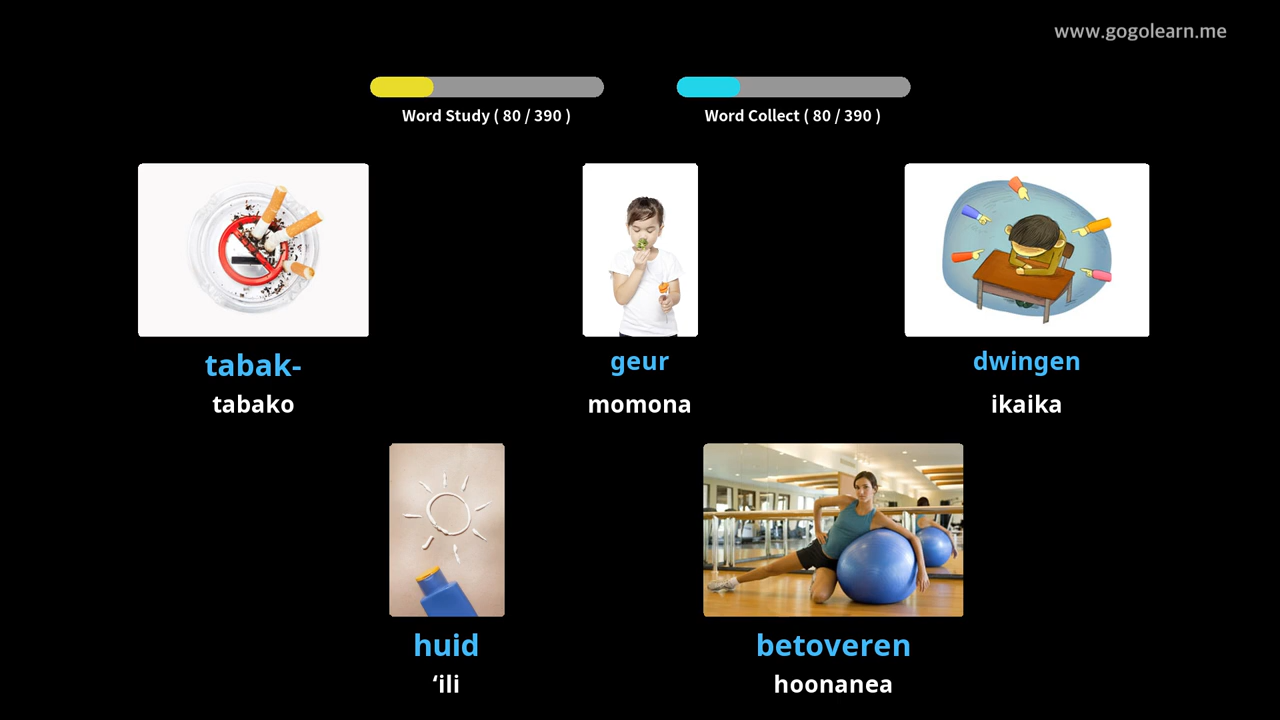 www.gogolearn.me
Word Study ( 80 / 390 )
Word Collect ( 80 / 390 )
tabak-
tabako
geur
momona
dwingen
ikaika
huid
ʻili
betoveren
hoonanea